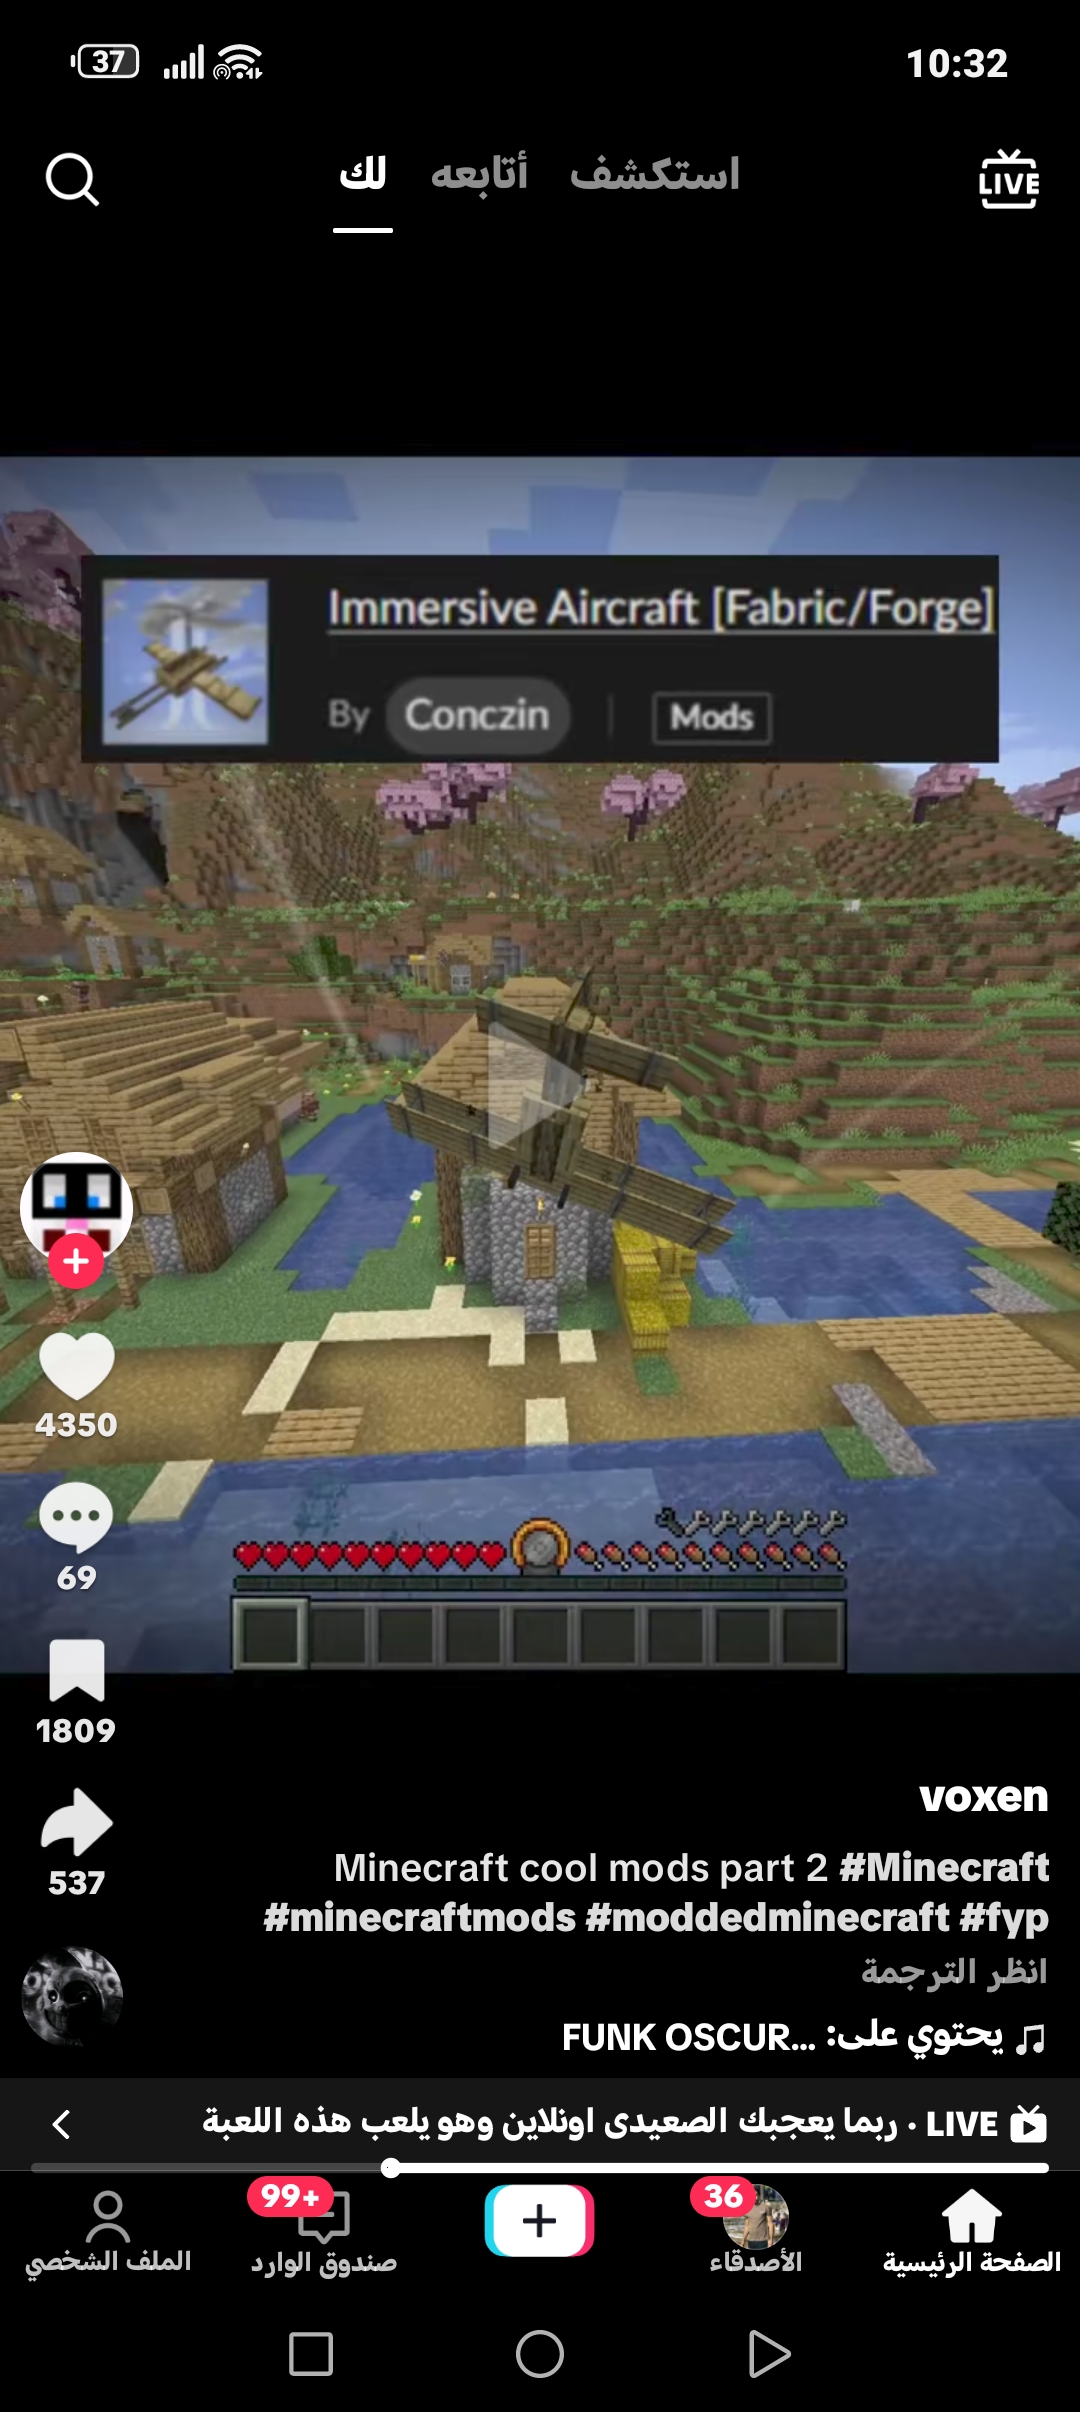 37
10:32
لك
أتابعه
استكشف
LIVE
Immersive Aircraft [Fabric/Forge]
By Conczin | Mods
4350
69
1809
537
voxen
Minecraft cool mods part 2 #Minecraft
#minecraftmods #moddedminecraft #fyp
انظر الترجمة
يحتوي على: FUNK OSCUR...
LIVE · ربما يعجبك الصعيدى اونلاين وهو يلعب هذه اللعبة
99+
36
الصفحة الرئيسية
الأصدقاء
صندوق الوارد
الملف الشخصي